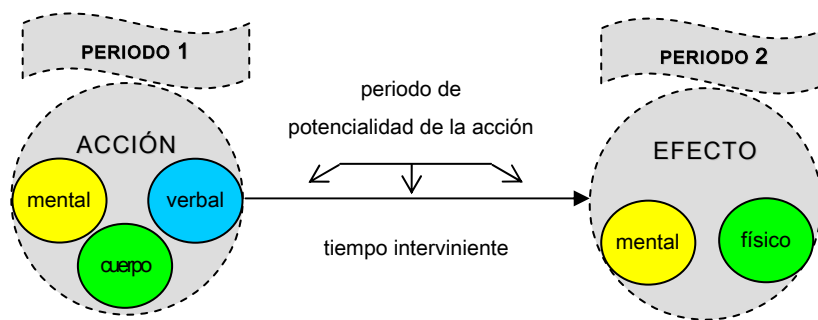 PERIODO 1
ACCIÓN
mental
verbal
cuerpo
periodo de
potencialidad de la acción
tiempo interviniente
PERIODO 2
EFECTO
mental
físico